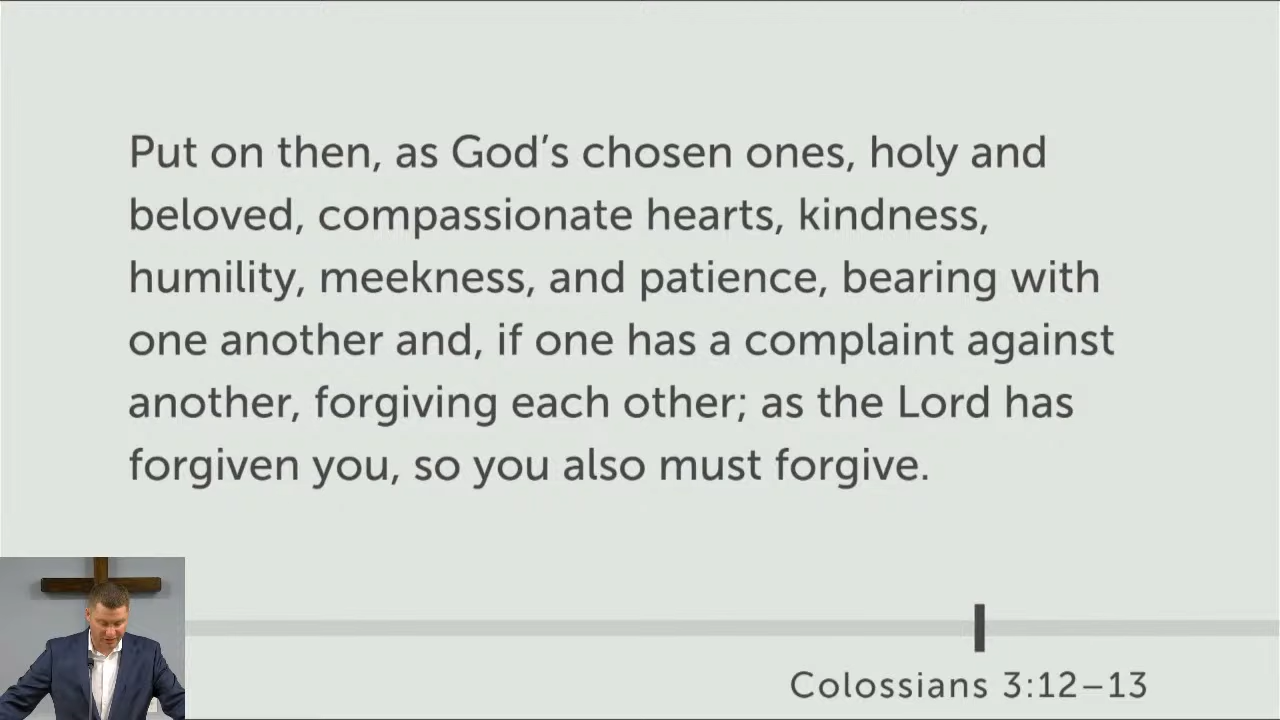 Put on then, as God’s chosen ones, holy and
beloved, compassionate hearts, kindness,
humility, meekness, and patience, bearing with
one another and, if one has a complaint against
another, forgiving each other; as the Lord has
forgiven you, so you also must forgive.
Colossians 3:12–13